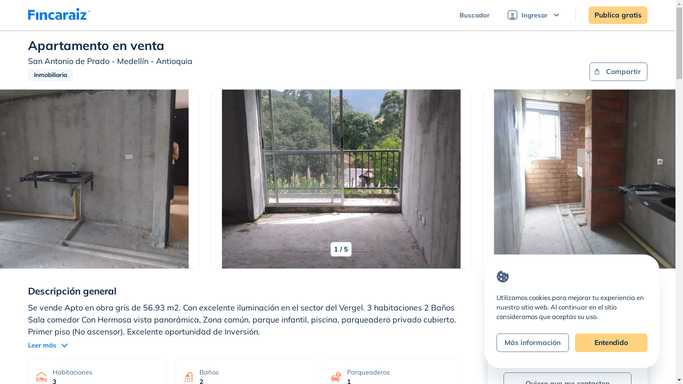 Fincaraiz
Buscador
Ingresar
Publica gratis
Apartamento en venta
San Antonio de Prado - Medellín - Antioquia
Inmobiliaria
Compartir
1 / 5
Descripción general
Se vende Apto en obra gris de 56.93 m2. Con excelente iluminación en el sector del Vergel. 3 habitaciones 2 Baños
Sala comedor Con Hermosa vista panorámica, Zona común, parque infantil, piscina, parqueadero privado cubierto.
Primer piso (No ascensor). Excelente oportunidad de Inversión.
Leer más
Habitaciones
3
Baños
2
Parqueaderos
1
Utilizamos cookies para mejorar tu experiencia en
nuestro sitio web. Al continuar en el sitio
consideramos que aceptas su uso.
Más información
Entendido
Quiero que me contacten